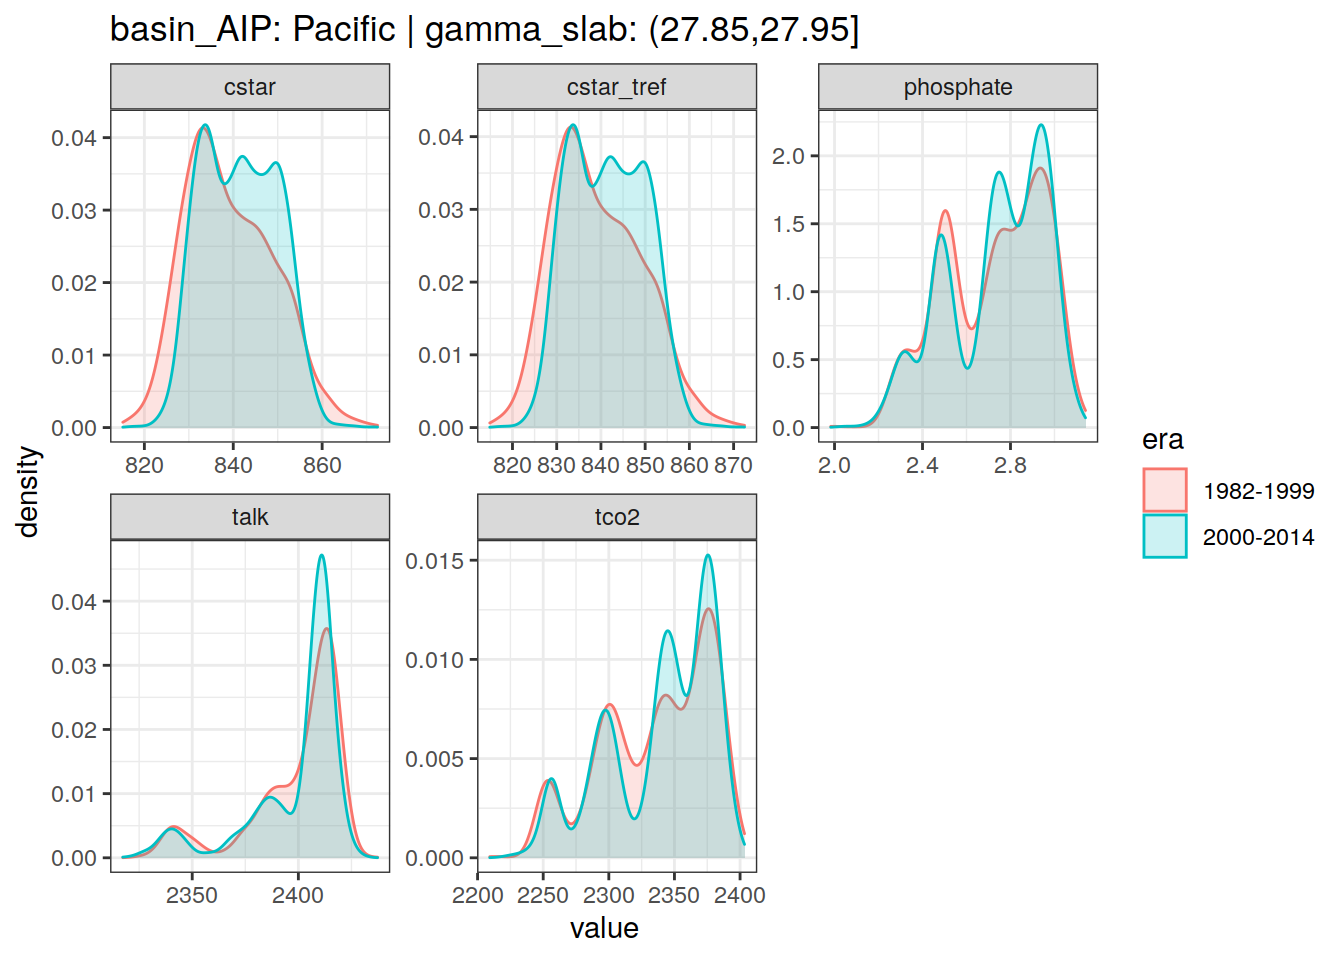 basin_AIP: Pacific | gamma_slab: (27.85,27.95]
cstar
cstar_tref
phosphate
0.04
0.03
0.02
0.01
0.00
820 840 860
0.04
0.03
0.02
0.01
0.00
820 830 840 850 860 870
2.0
1.5
1.0
0.5
0.0
2.0 2.4 2.8
talk
tco2
0.04
0.03
0.02
0.01
0.00
2350 2400
0.015
0.010
0.005
0.000
2200 2250 2300 2350 2400
density
value
era
1982-1999
2000-2014